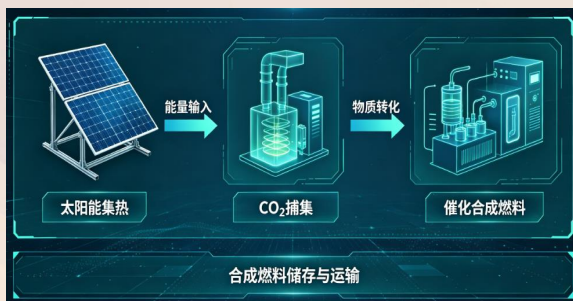 能量输入
物质转化
太阳能集热
CO₂捕集
催化合成燃料
合成燃料储存与运输